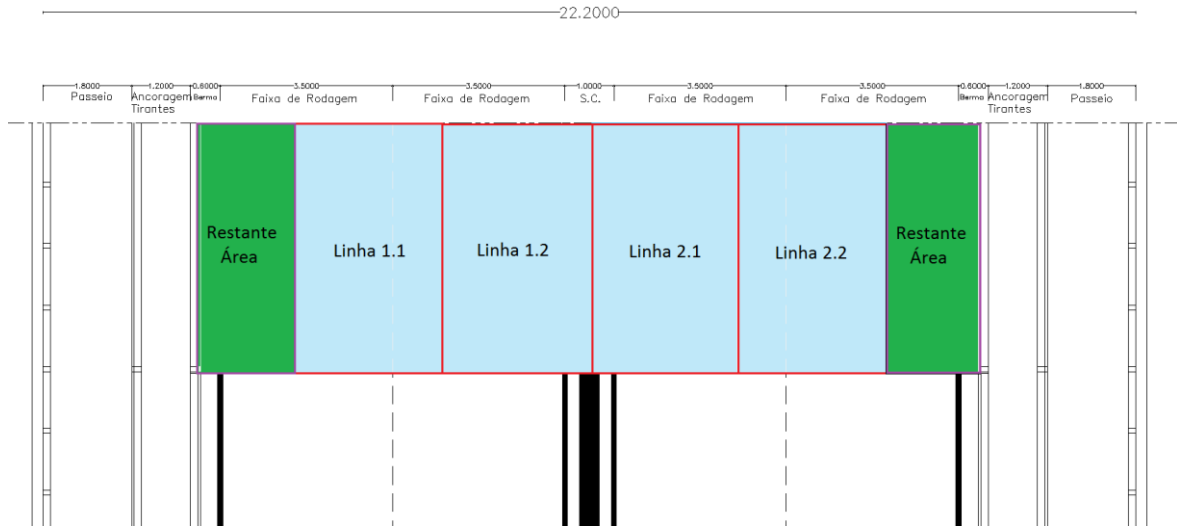 22.2000
1.8000 1.2000 0.6000 3.5000 3.5000 1.0000 3.5000 3.5000 0.6000 1.2000 1.8000
Passeio Ancoragem Berma Faixa de Rodagem Faixa de Rodagem S.C. Faixa de Rodagem Faixa de Rodagem Berma Ancoragem Passeio
Tirantes Tirantes
Restante Linha 1.1 Linha 1.2 Linha 2.1 Linha 2.2 Restante
Área Área